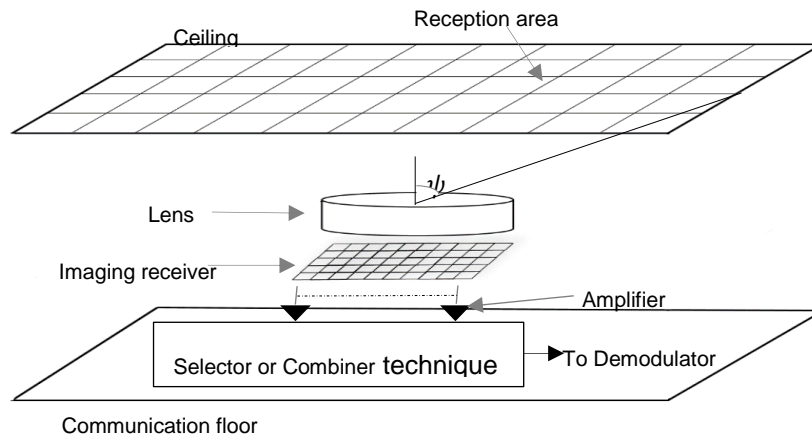 Reception area
Ceiling
ψ
Lens
Imaging receiver
Amplifier
Selector or Combiner technique
To Demodulator
Communication floor